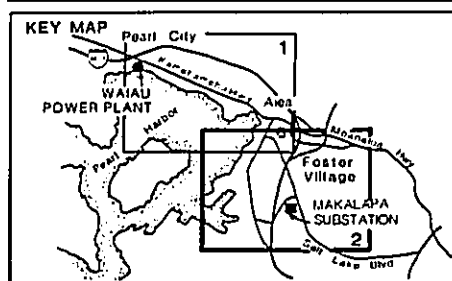 KEY MAP
Pearl City
1
WAIAU
POWER PLANT
Kamehameha Hwy
Aiea
Pearl Harbor
Moanalua Hwy
Foster
Village
MAKALAPA
SUBSTATION
2
Salt Lake Blvd